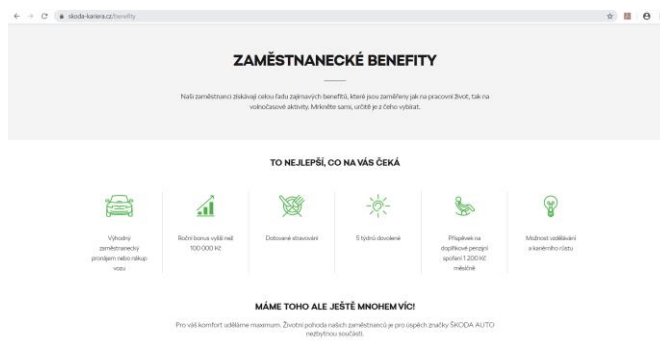 skoda-kariera.cz/benefity
ZAMĚSTNANECKÉ BENEFITY
Naši zaměstnanci získávají celou řadu zajímavých benefitů, které jsou zaměřeny jak na pracovní život, tak na
volnočasové aktivity. Mrkněte sami, určitě je z čeho vybírat.
TO NEJLEPŠÍ, CO NA VÁS ČEKÁ
Výhodný
zaměstnanecký
pronájem nebo nákup
vozu
Roční bonus vyšší než
100 000 Kč
Dotované stravování
5 týdnů dovolené
Příspěvek na
doplňkové penzijní
spoření 1 200 Kč
měsíčně
Možnost vzdělávání
a kariérního růstu
MÁME TOHO ALE JEŠTĚ MNOHEM VÍC!
Pro váš komfort uděláme maximum. Životní pohoda našich zaměstnanců je pro úspěch značky ŠKODA AUTO
nezbytnou součástí.